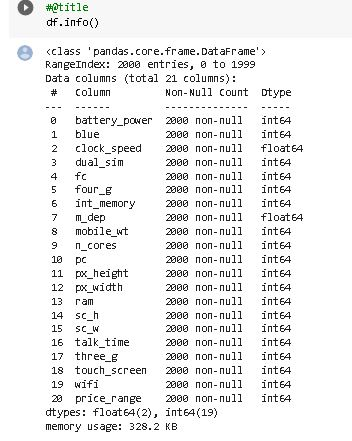 #@title
df.info()
<class 'pandas.core.frame.DataFrame'>
RangeIndex: 2000 entries, 0 to 1999
Data columns (total 21 columns):
 #   Column         Non-Null Count  Dtype
---  ------         --------------  -----
 0   battery_power  2000 non-null   int64
 1   blue           2000 non-null   int64
 2   clock_speed    2000 non-null   float64
 3   dual_sim       2000 non-null   int64
 4   fc             2000 non-null   int64
 5   four_g         2000 non-null   int64
 6   int_memory     2000 non-null   int64
 7   m_dep          2000 non-null   float64
 8   mobile_wt      2000 non-null   int64
 9   n_cores        2000 non-null   int64
 10  pc             2000 non-null   int64
 11  px_height      2000 non-null   int64
 12  px_width       2000 non-null   int64
 13  ram            2000 non-null   int64
 14  sc_h           2000 non-null   int64
 15  sc_w           2000 non-null   int64
 16  talk_time      2000 non-null   int64
 17  three_g        2000 non-null   int64
 18  touch_screen   2000 non-null   int64
 19  wifi           2000 non-null   int64
 20  price_range    2000 non-null   int64
dtypes: float64(2), int64(19)
memory usage: 328.2 KB